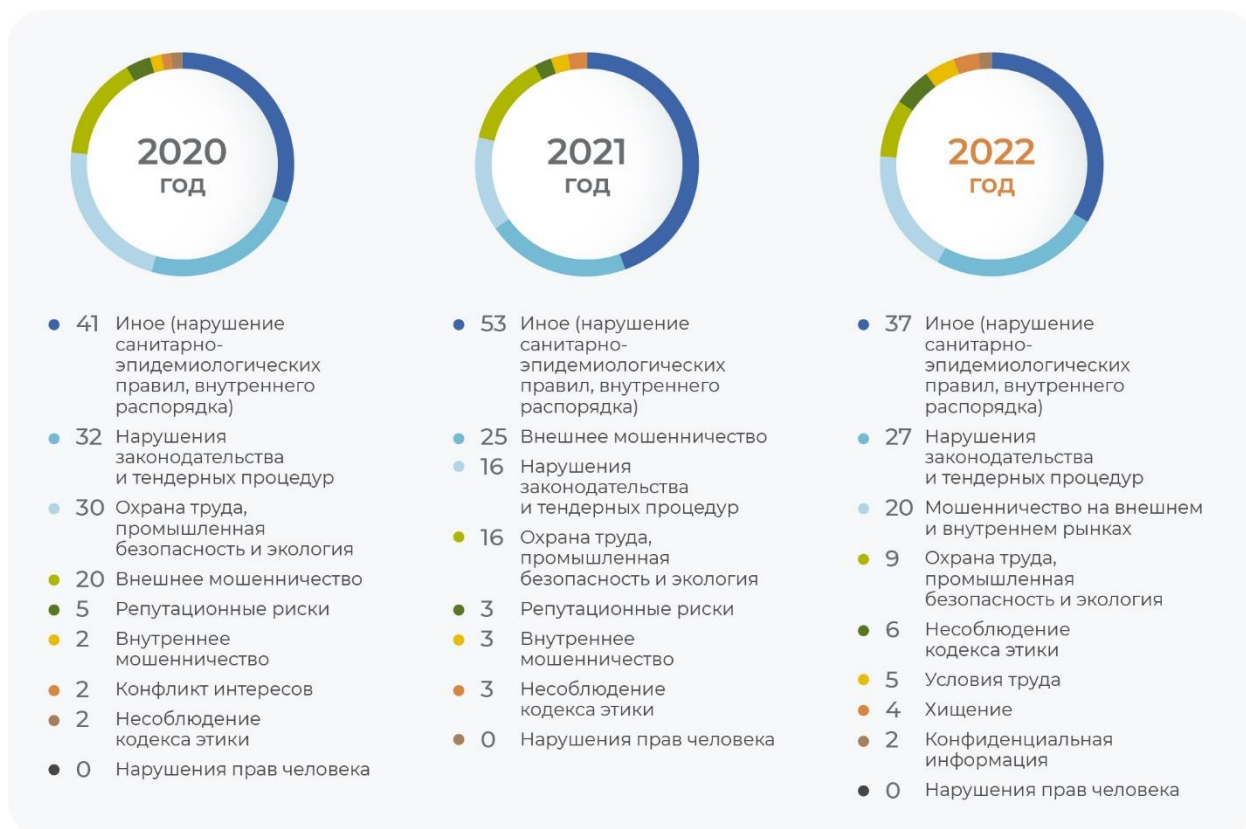 2020
год
41 Иное (нарушение
санитарно-
эпидемиологических
правил, внутреннего
распорядка)
32 Нарушения
законодательства
и тендерных процедур
30 Охрана труда,
промышленная
безопасность и экология
20 Внешнее мошенничество
5 Репутационные риски
2 Внутреннее
мошенничество
2 Конфликт интересов
2 Несоблюдение
кодекса этики
0 Нарушения прав человека
2021
год
53 Иное (нарушение
санитарно-
эпидемиологических
правил, внутреннего
распорядка)
25 Внешнее мошенничество
16 Нарушения
законодательства
и тендерных процедур
16 Охрана труда,
промышленная
безопасность и экология
3 Репутационные риски
3 Внутреннее
мошенничество
3 Несоблюдение
кодекса этики
0 Нарушения прав человека
2022
год
37 Иное (нарушение
санитарно-
эпидемиологических
правил, внутреннего
распорядка)
27 Нарушения
законодательства
и тендерных процедур
20 Мошенничество на внешнем
и внутреннем рынках
9 Охрана труда,
промышленная
безопасность и экология
6 Несоблюдение
кодекса этики
5 Условия труда
4 Хищение
2 Конфиденциальная
информация
0 Нарушения прав человека